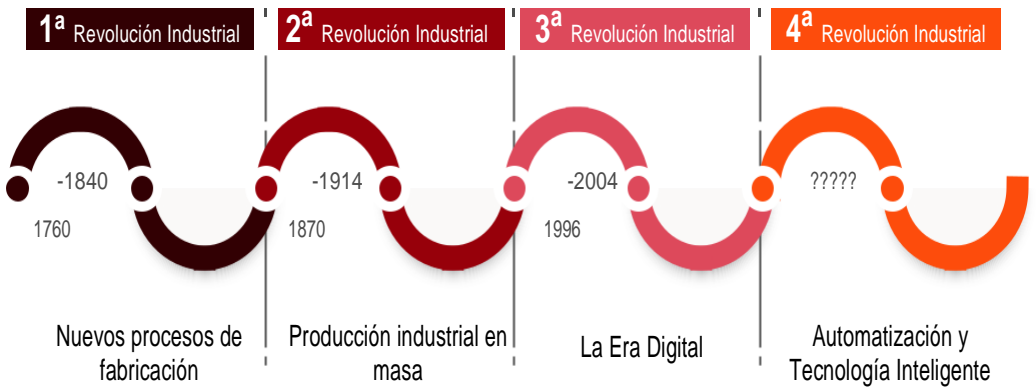 1ª Revolución Industrial
2ª Revolución Industrial
3ª Revolución Industrial
4ª Revolución Industrial
-1840
-1914
-2004
?????
1760
1870
1996
Nuevos procesos de
fabricación
Producción industrial en
masa
La Era Digital
Automatización y
Tecnología Inteligente